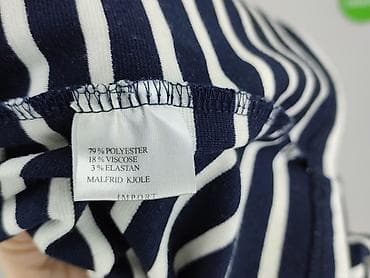 79 % POLYESTER
18 % VISCOSE
3 % ELASTAN
MALFRID KJOLE
IMPORT